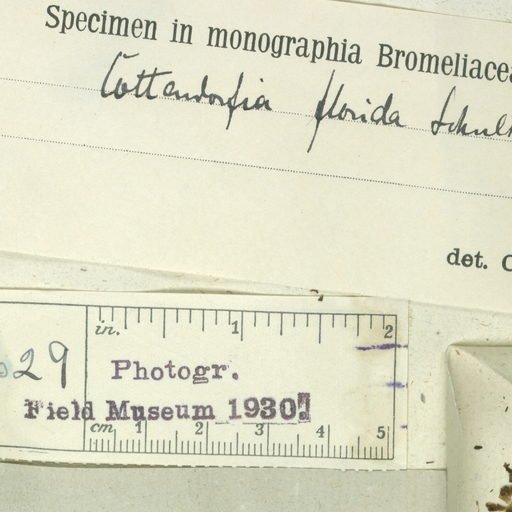 Specimen in monographia Bromeliacea
Cottendorfia florida Schult
det. C
in. 1 2
29
Photogr.
Field Museum 1930!
cm 1 2 3 4 5